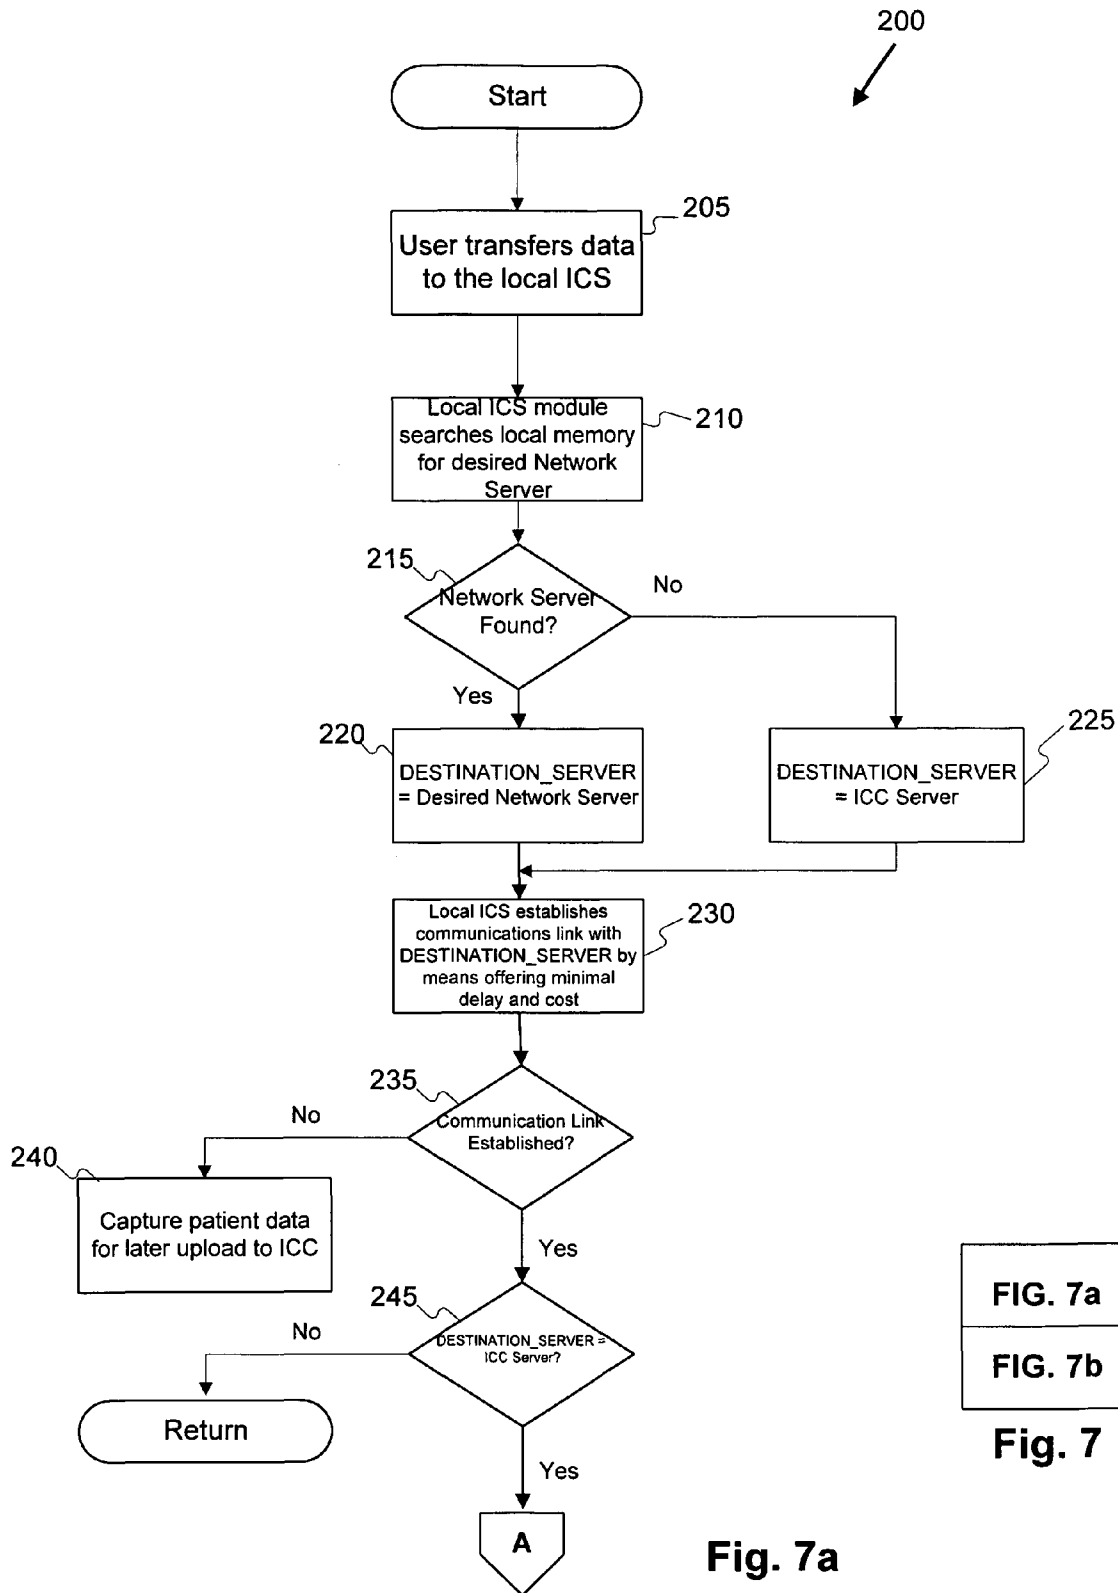 200
Start
205
User transfers data
to the local ICS
Local ICS module
searches local memory
for desired Network
Server
210
215
Network Server
Found?
No
Yes
220
DESTINATION_SERVER
= Desired Network Server
225
DESTINATION_SERVER
= ICC Server
Local ICS establishes
communications link with
DESTINATION_SERVER by
means offering minimal
delay and cost
230
235
Communication Link
Established?
No
240
Capture patient data
for later upload to ICC
Yes
245
DESTINATION_SERVER =
ICC Server?
No
Return
Yes
A
FIG. 7a
FIG. 7b
Fig. 7
Fig. 7a